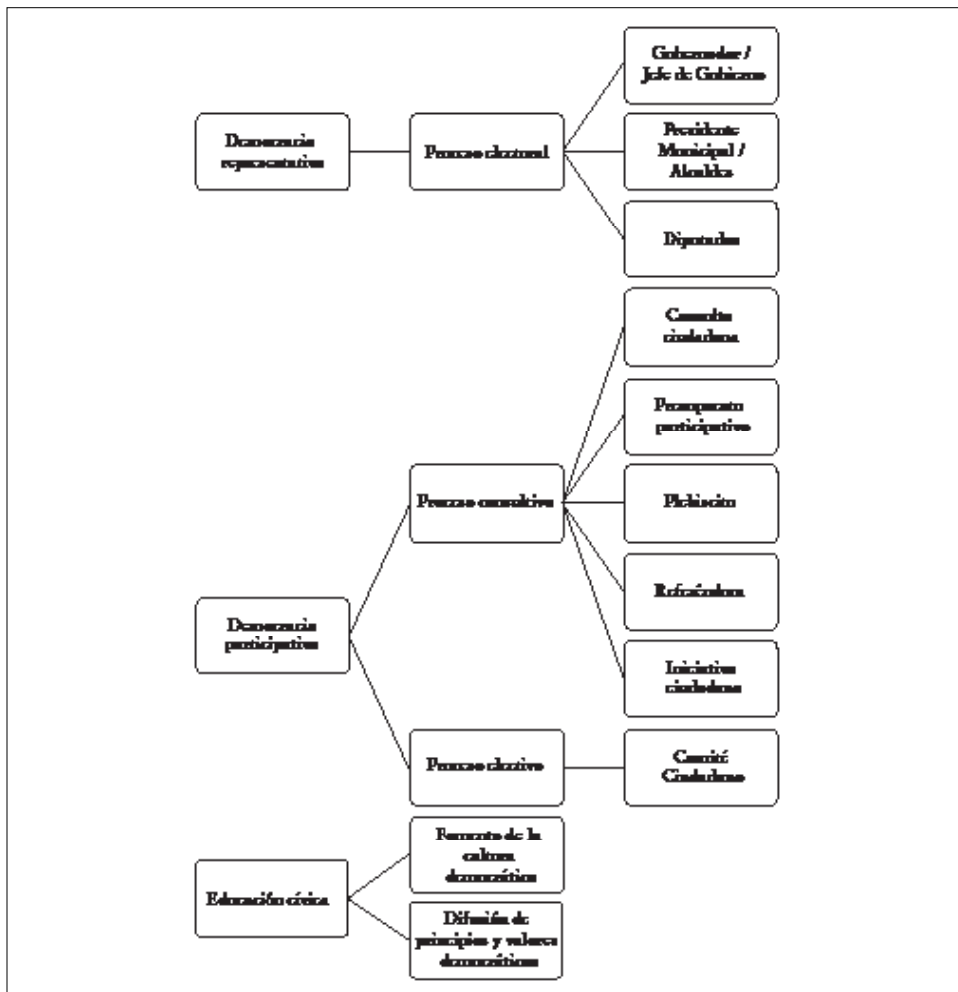 Gobernador /
Jefe de Gobierno
Democracia
representativa
Proceso electoral
Presidente
Municipal /
Alcaldes
Diputados
Consulta
ciudadana
Presupuesto
participativo
Proceso consultivo
Plebiscito
Referéndum
Democracia
participativa
Iniciativa
ciudadana
Proceso electivo
Comité
Ciudadano
Fomento de la
cultura
democrática
Educación cívica
Difusión de
principios y valores
democráticos